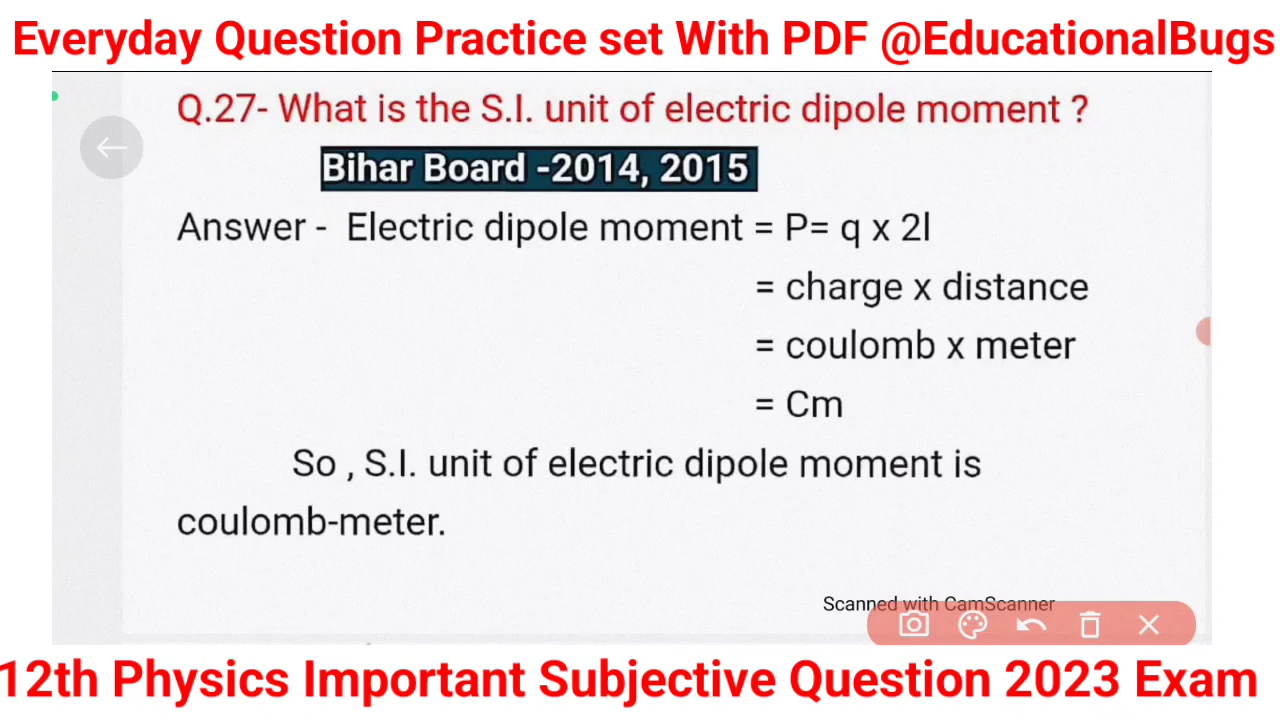 Everyday Question Practice set With PDF @EducationalBugs
Q.27- What is the S.I. unit of electric dipole moment ?
Bihar Board -2014, 2015
Answer - Electric dipole moment = P= q x 2l
= charge x distance
= coulomb x meter
= Cm
So , S.I. unit of electric dipole moment is
coulomb-meter.
Scanned with CamScanner
12th Physics Important Subjective Question 2023 Exam